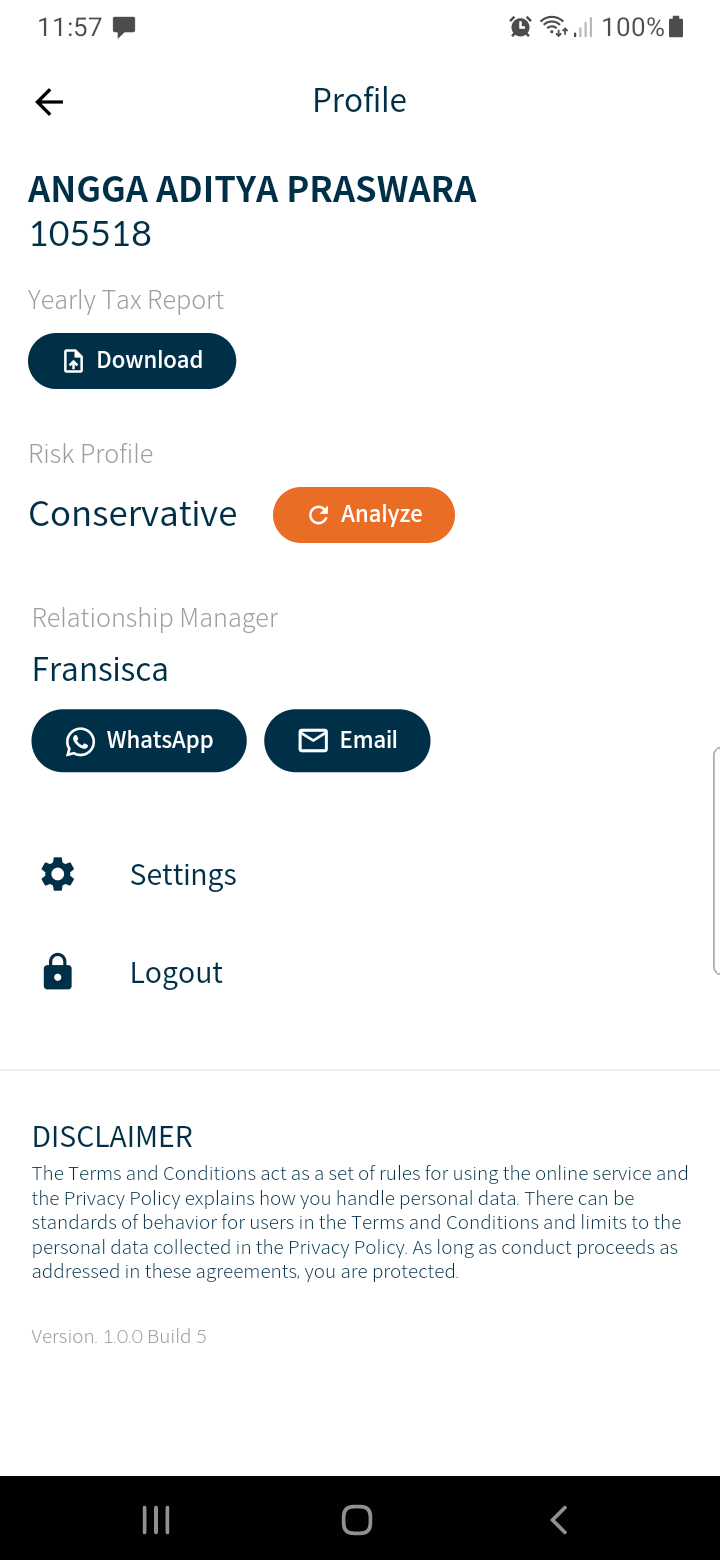 11:57 100%
Profile
ANGGA ADITYA PRASWARA
105518
Yearly Tax Report
Download
Risk Profile
Conservative Analyze
Relationship Manager
Fransisca
WhatsApp Email
Settings
Logout
DISCLAIMER
The Terms and Conditions act as a set of rules for using the online service and
the Privacy Policy explains how you handle personal data. There can be
standards of behavior for users in the Terms and Conditions and limits to the
personal data collected in the Privacy Policy. As long as conduct proceeds as
addressed in these agreements, you are protected.
Version. 1.0.0 Build 5